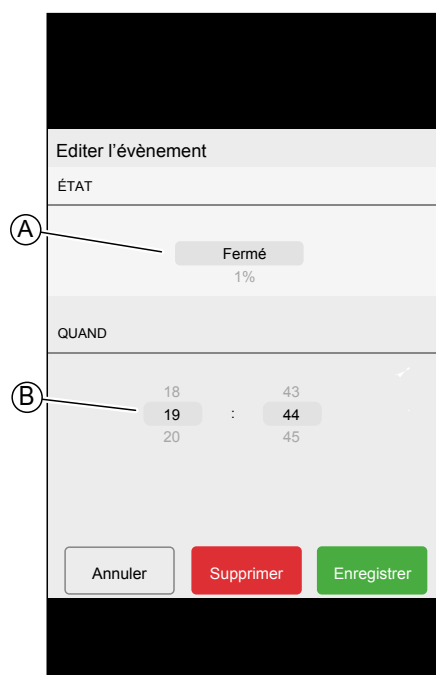 Editer l'évènement
ÉTAT
A
Fermé
1%
QUAND
18 43
B
19 : 44
20 45
Annuler Supprimer Enregistrer